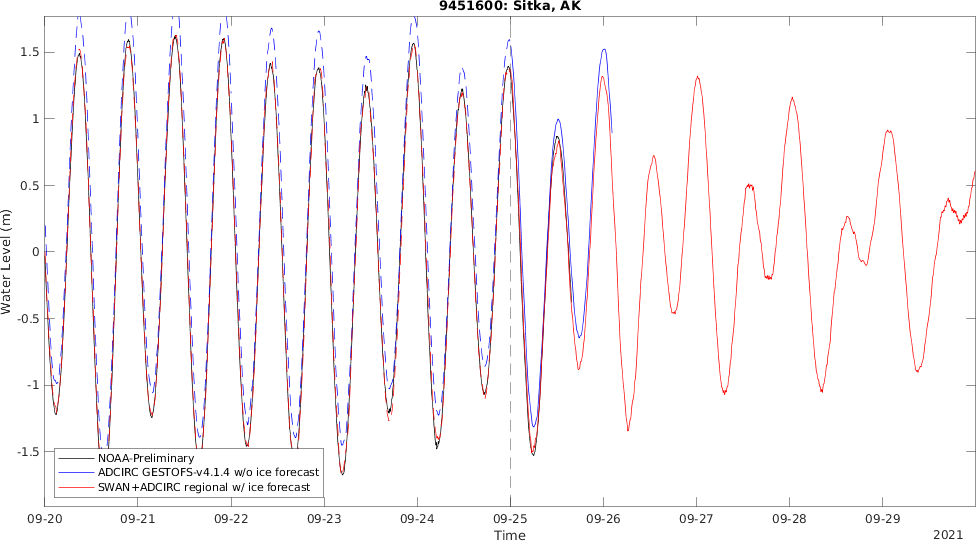 9451600: Sitka, AK
Water Level (m)
1.5
1
0.5
0
-0.5
-1
-1.5
NOAA-Preliminary
ADCIRC GESTOFS-v4.1.4 w/o ice forecast
SWAN+ADCIRC regional w/ ice forecast
09-20 09-21 09-22 09-23 09-24 09-25 09-26 09-27 09-28 09-29
Time
2021